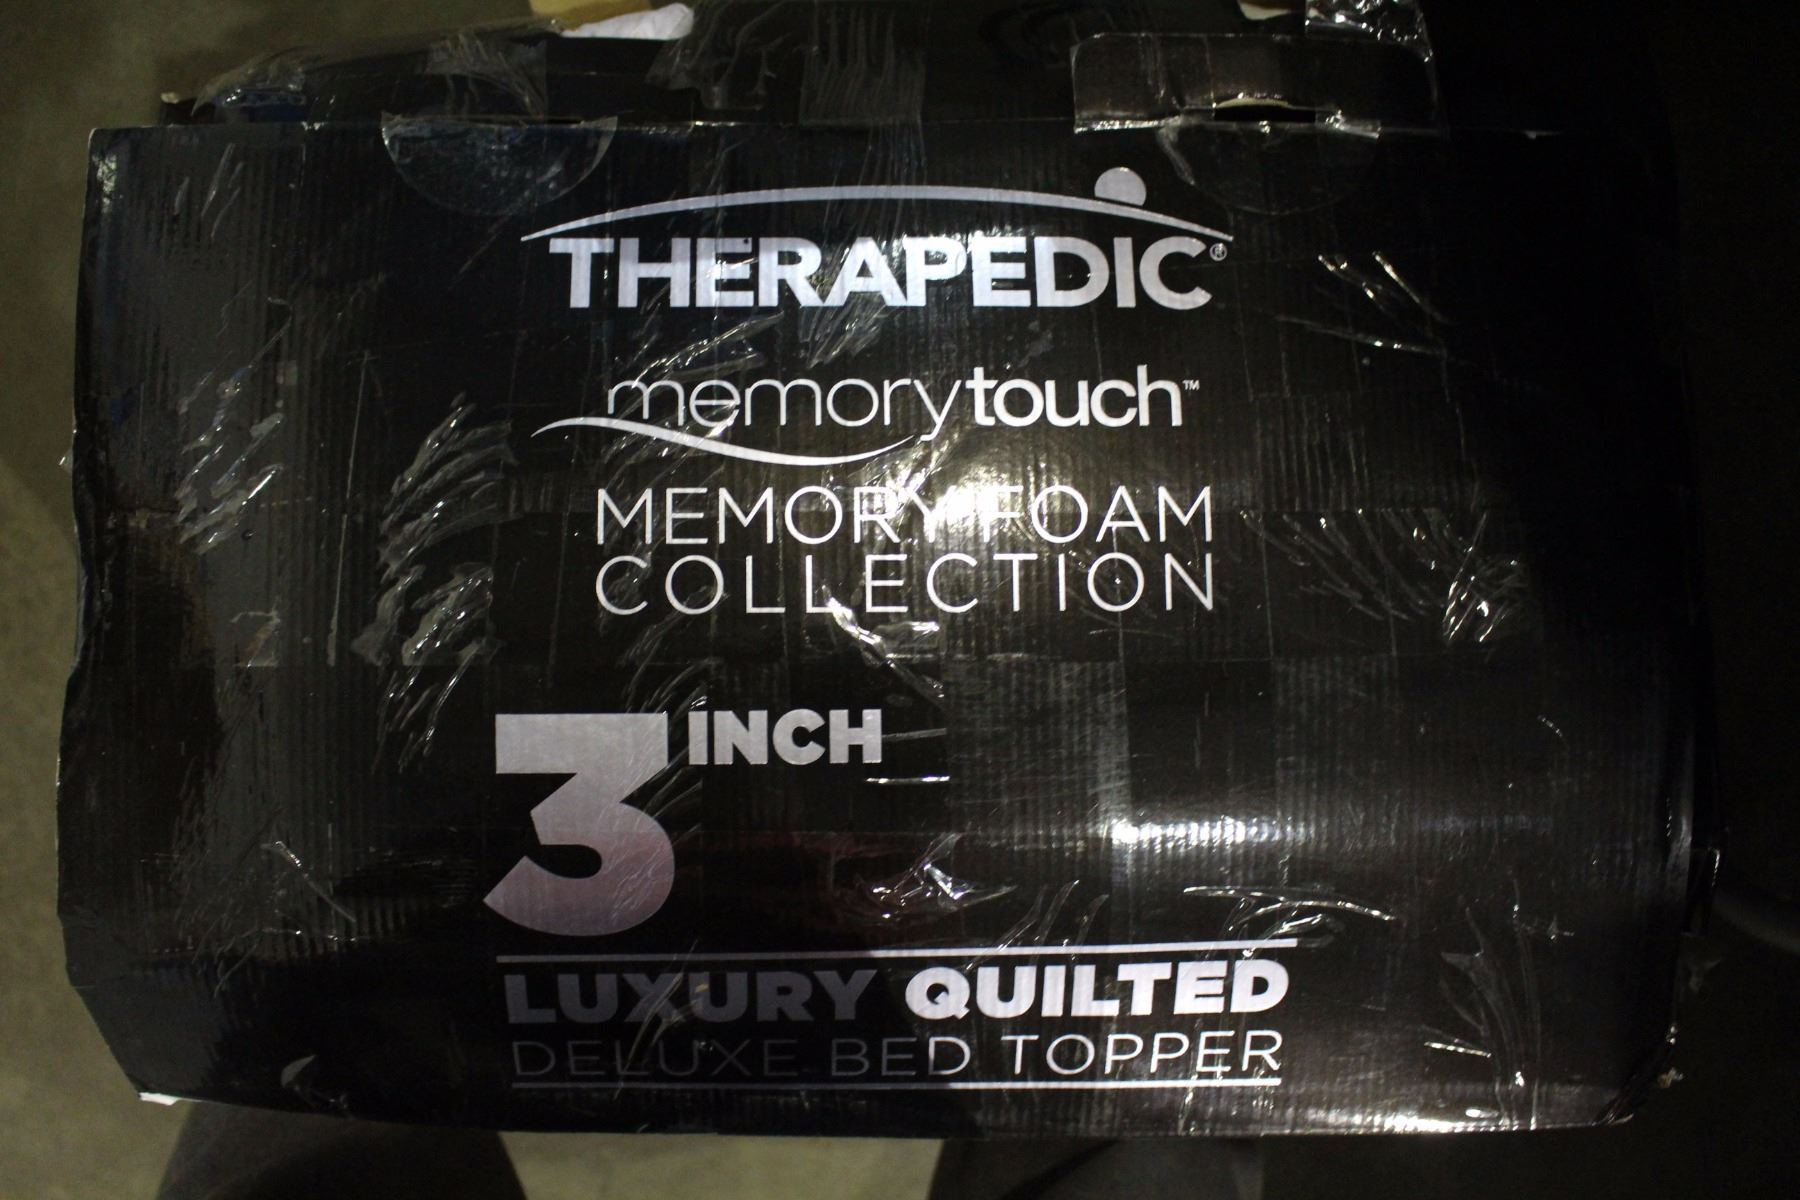 THERAPEDIC®
memorytouch™
MEMORY FOAM
COLLECTION
3 INCH
LUXURY QUILTED
DELUXE BED TOPPER